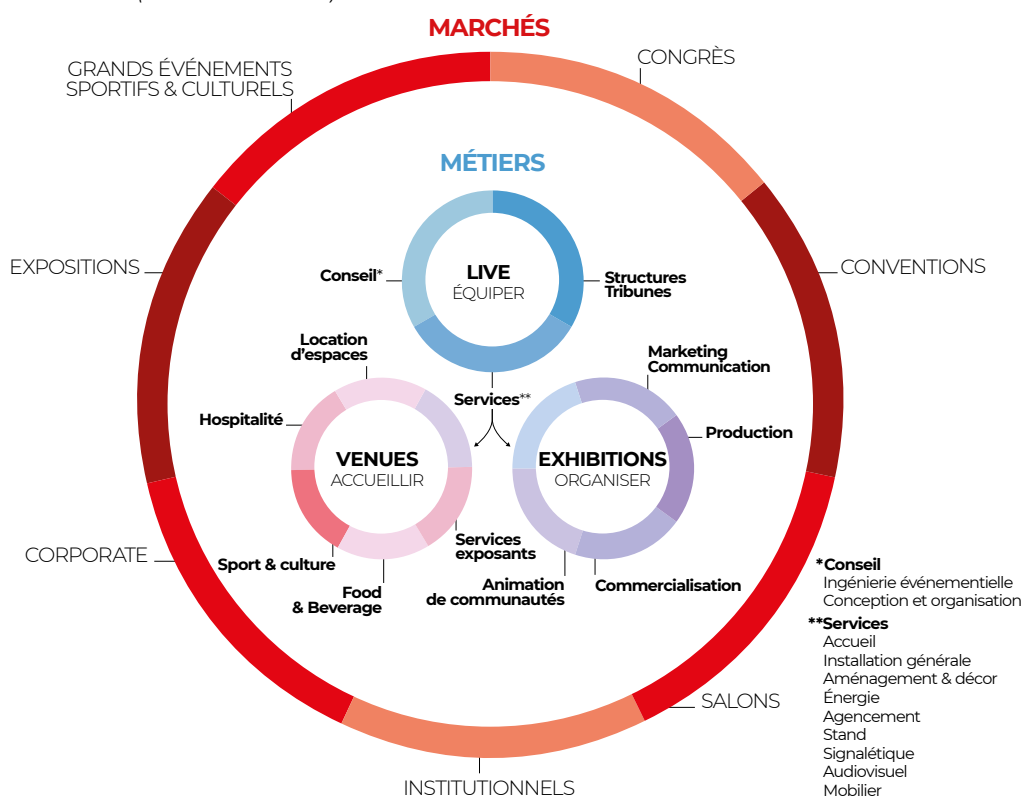 MARCHÉS
GRANDS ÉVÉNEMENTS
SPORTIFS & CULTURELS
CONGRÈS
MÉTIERS
EXPOSITIONS
CONVENTIONS
Conseil*
LIVE
ÉQUIPER
Structures
Tribunes
Location
d'espaces
Marketing
Communication
Services**
Hospitalité
Production
VENUES
ACCUEILLIR
EXHIBITIONS
ORGANISER
CORPORATE
Sport & culture
Services
exposants
Food
& Beverage
Animation
de communautés
Commercialisation
SALONS
INSTITUTIONNELS
*Conseil
Ingénierie événementielle
Conception et organisation
**Services
Accueil
Installation générale
Aménagement & décor
Énergie
Agencement
Stand
Signalétique
Audiovisuel
Mobilier